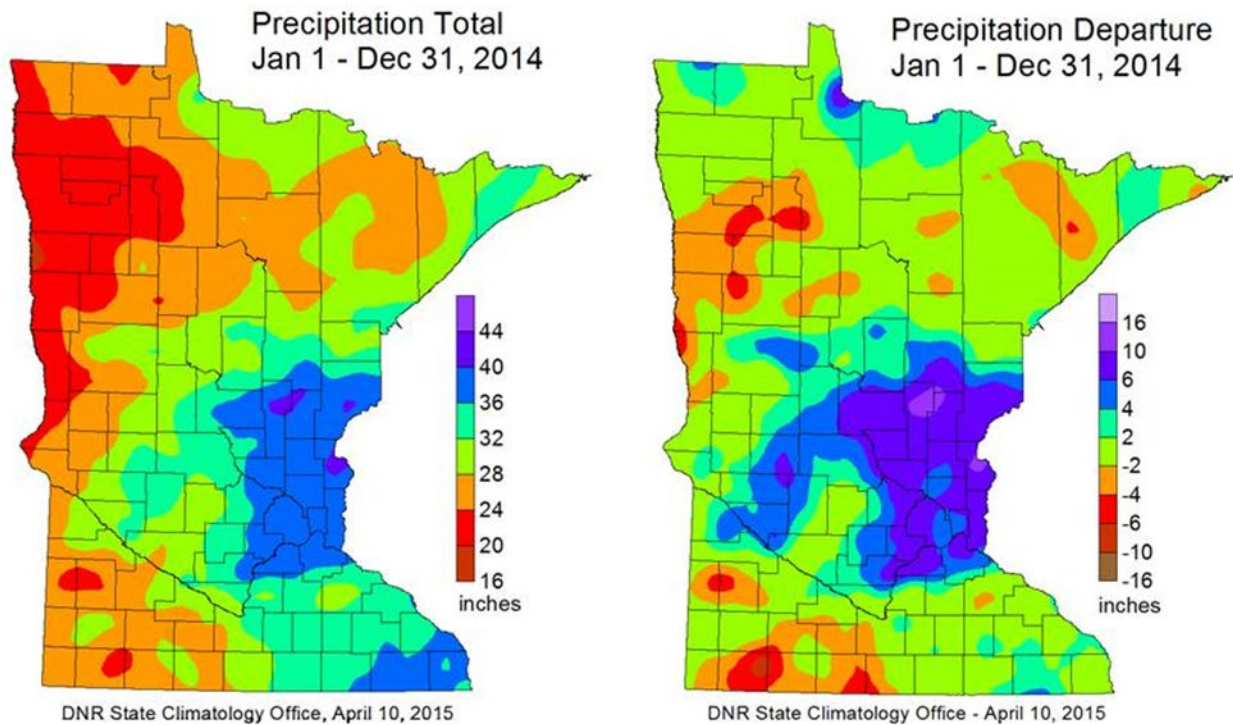 Precipitation Total
Jan 1 - Dec 31, 2014
44
40
36
32
28
24
20
16
inches
DNR State Climatology Office, April 10, 2015
Precipitation Departure
Jan 1 - Dec 31, 2014
16
10
6
4
2
-2
-4
-6
-10
-16
inches
DNR State Climatology Office - April 10, 2015